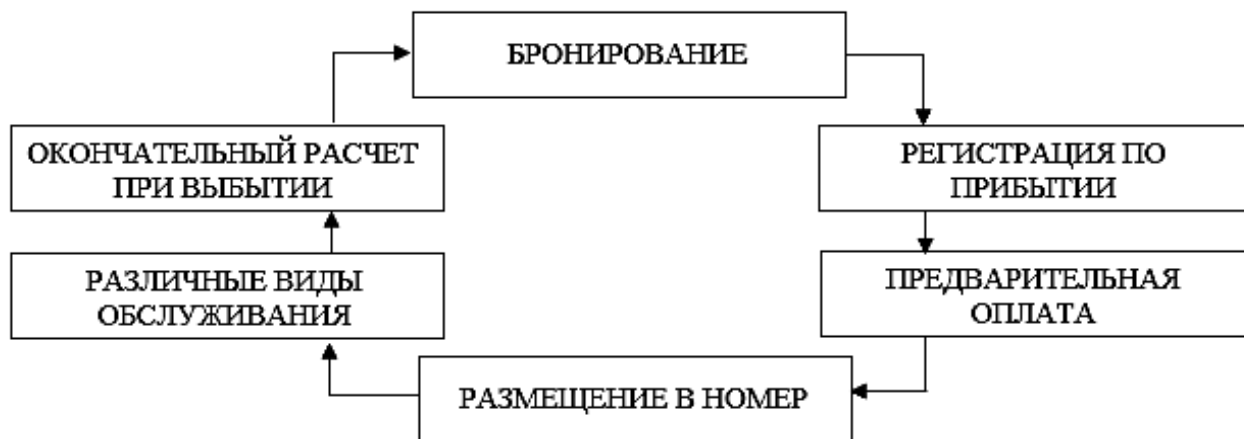 БРОНИРОВАНИЕ
РЕГИСТРАЦИЯ ПО
ПРИБЫТИИ
ПРЕДВАРИТЕЛЬНАЯ
ОПЛАТА
РАЗМЕЩЕНИЕ В НОМЕР
РАЗЛИЧНЫЕ ВИДЫ
ОБСЛУЖИВАНИЯ
ОКОНЧАТЕЛЬНЫЙ РАСЧЕТ
ПРИ ВЫБЫТИИ